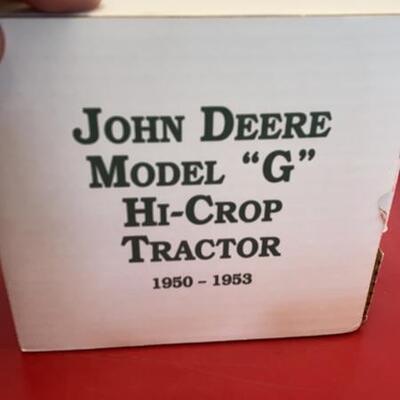 JOHN DEERE
MODEL “G”
HI-CROP
TRACTOR
1950 – 1953